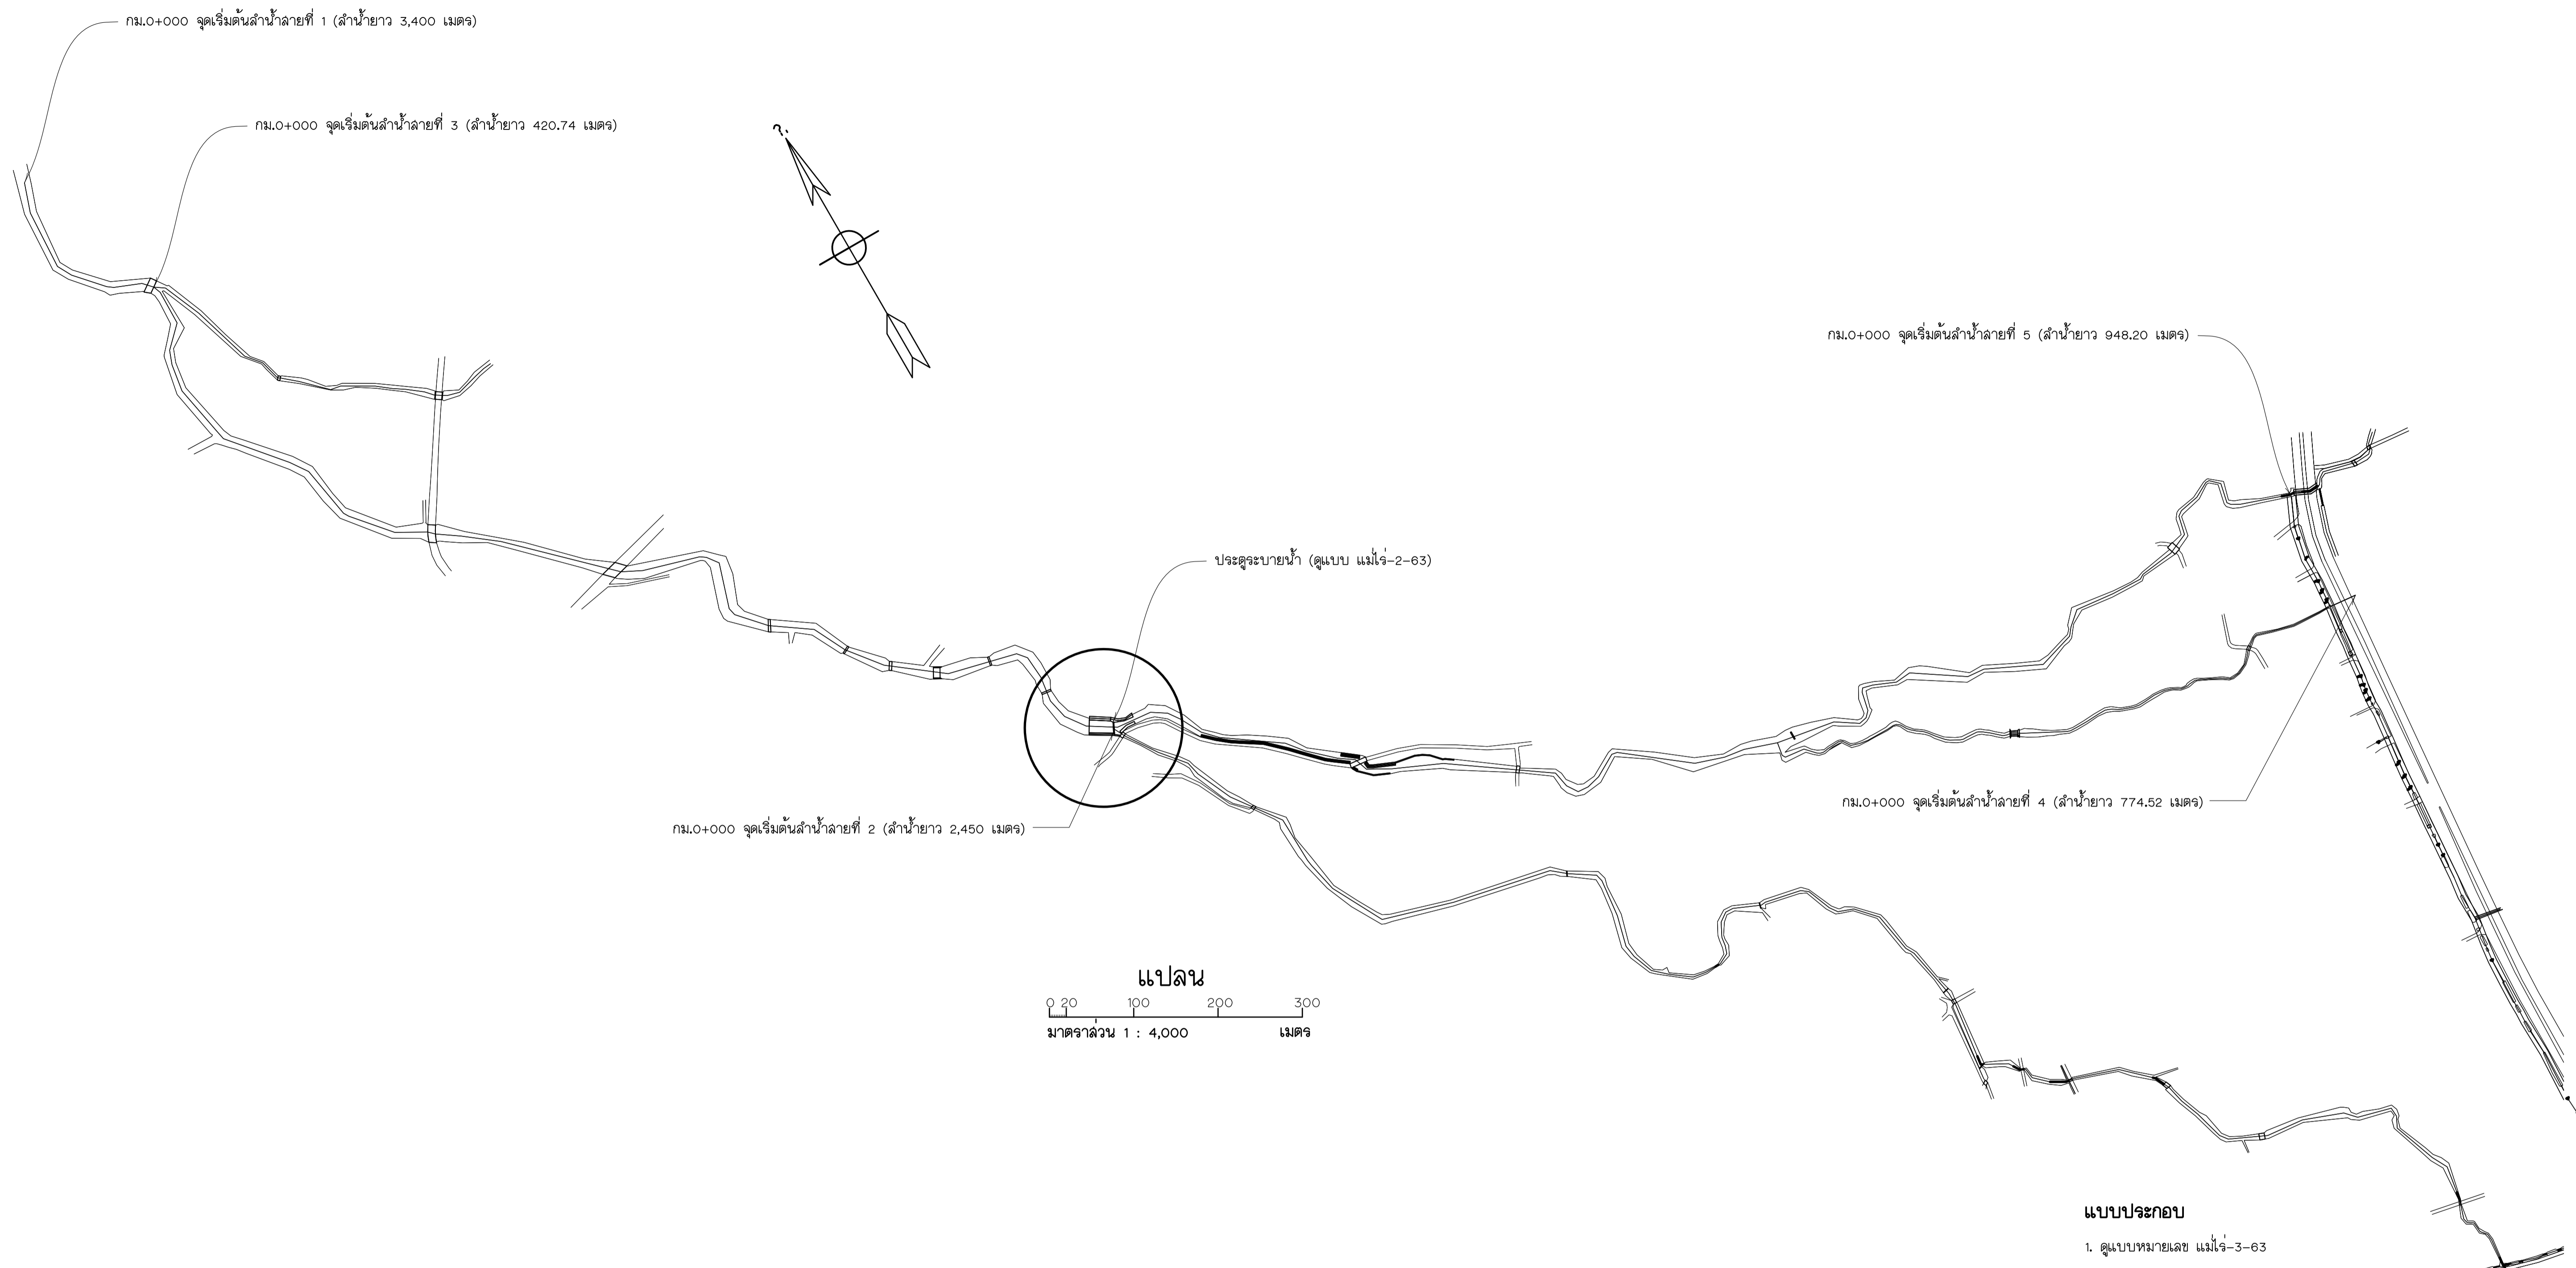 กม.0+000 จุดเริ่มต้นลำน้ำสายที่ 1 (ลำน้ำยาว 3,400 เมตร)
กม.0+000 จุดเริ่มต้นลำน้ำสายที่ 3 (ลำน้ำยาว 420.74 เมตร)
น.
กม.0+000 จุดเริ่มต้นลำน้ำสายที่ 5 (ลำน้ำยาว 948.20 เมตร)
ประตูระบายน้ำ (ดูแบบ แม่ไร่-2-63)
กม.0+000 จุดเริ่มต้นลำน้ำสายที่ 4 (ลำน้ำยาว 774.52 เมตร)
กม.0+000 จุดเริ่มต้นลำน้ำสายที่ 2 (ลำน้ำยาว 2,450 เมตร)
แปลน
0 20 100 200 300
มาตราส่วน 1 : 4,000 เมตร
แบบประกอบ
1. ดูแบบหมายเลข แม่ไร่-3-63